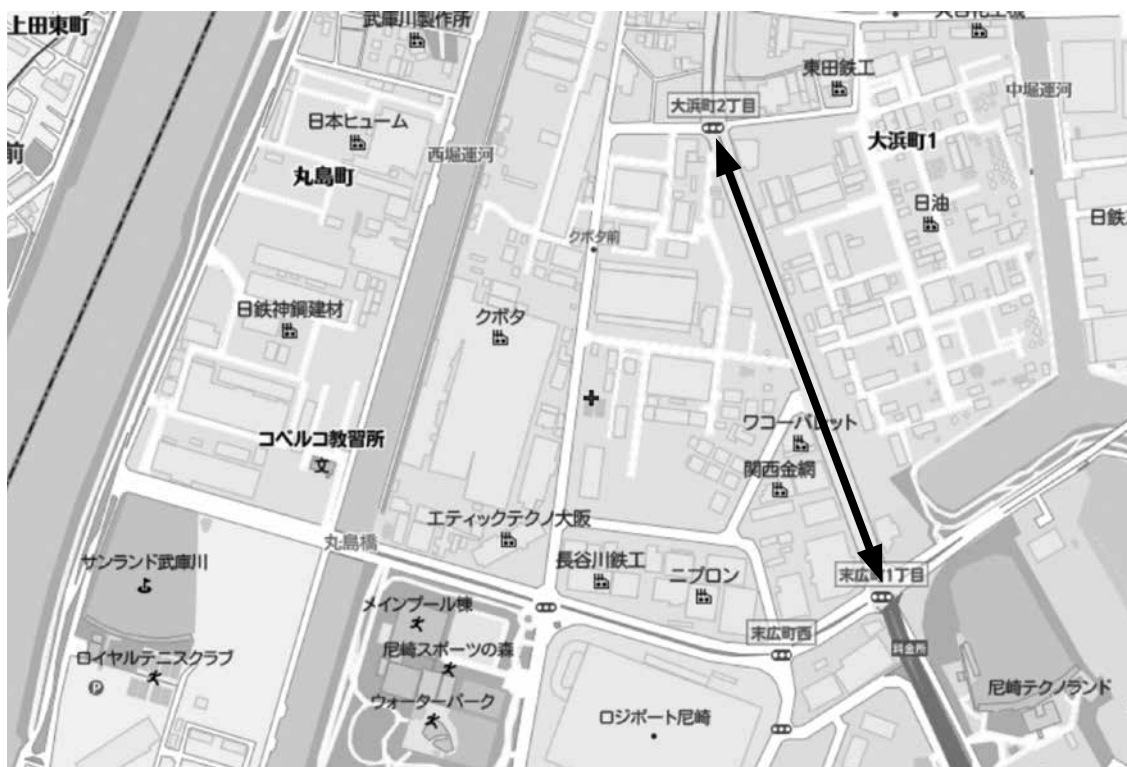 上田東町
武庫川製作所
東田鉄工
大浜町2丁目
中堀運河
日本ヒューム
大浜町1
西堀運河
前
丸島町
日油
日鉄
クボタ前
日鉄神鋼建材
クボタ
ワコーパレット
コベルコ教習所
文
関西金網
エティックテクノ大阪
丸島橋
サンランド武庫川
長谷川鉄工
ニプロン
末広町1丁目
メインプール棟
末広町西
尼崎スポーツの森
料金所
ロイヤルテニスクラブ
P
尼崎テクノランド
ウォーターパーク
ロジポート尼崎